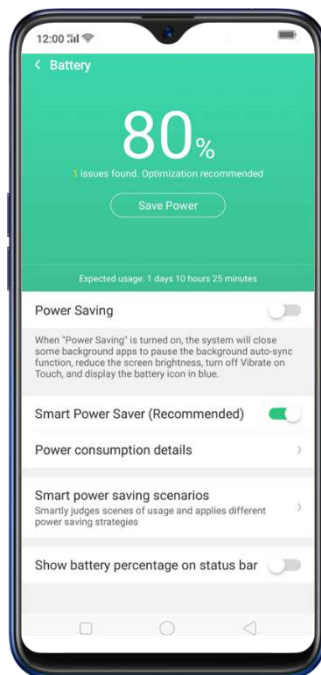 12:00
Battery
80%
1 issues found. Optimization recommended
Save Power
Expected usage: 1 days 10 hours 25 minutes
Power Saving
When "Power Saving" is turned on, the system will close
some background apps to pause the background auto-sync
function, reduce the screen brightness, turn off Vibrate on
Touch, and display the battery icon in blue.
Smart Power Saver (Recommended)
Power consumption details
Smart power saving scenarios
Smartly judges scenes of usage and applies different
power saving strategies
Show battery percentage on status bar